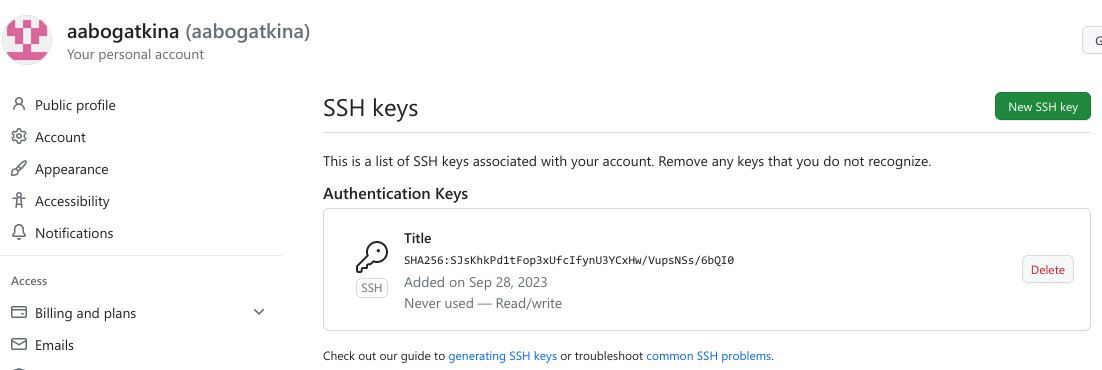 aabogatkina (aabogatkina)
Your personal account
G
Public profile
Account
Appearance
Accessibility
Notifications
Access
Billing and plans
Emails
SSH keys
New SSH key
This is a list of SSH keys associated with your account. Remove any keys that you do not recognize.
Authentication Keys
Title
SHA256:SJsKhkPd1tFop3xUfcIfynU3YCxHw/VupsNSs/6bQI0
Added on Sep 28, 2023
Never used — Read/write
SSH
Delete
Check out our guide to generating SSH keys or troubleshoot common SSH problems.